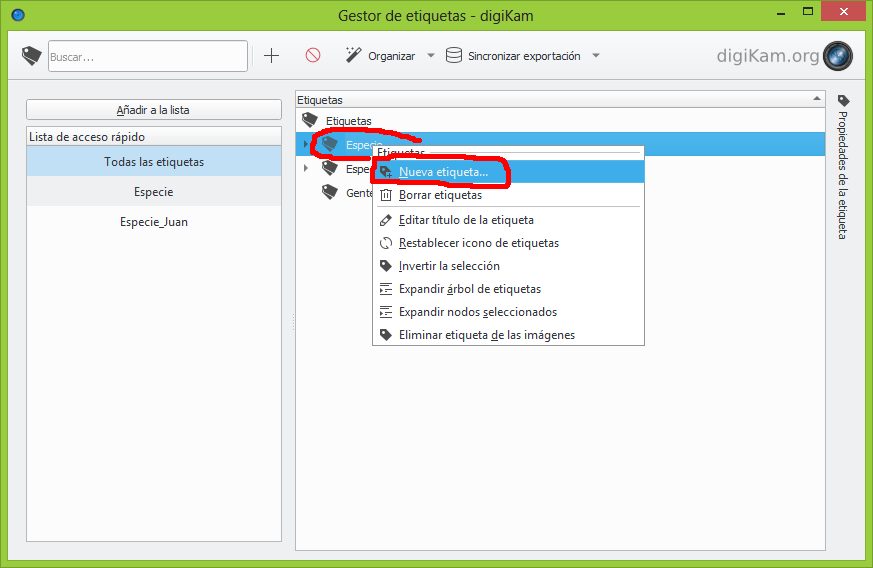 Gestor de etiquetas - digiKam
Buscar...
Organizar
Sincronizar exportación
digiKam.org
Añadir a la lista
Lista de acceso rápido
Todas las etiquetas
Especie
Especie_Juan
Etiquetas
Etiquetas
Especie
Etiquetas
Nueva etiqueta...
Borrar etiquetas
Editar título de la etiqueta
Restablecer icono de etiquetas
Invertir la selección
Expandir árbol de etiquetas
Expandir nodos seleccionados
Eliminar etiqueta de las imágenes
Propiedades de la etiqueta